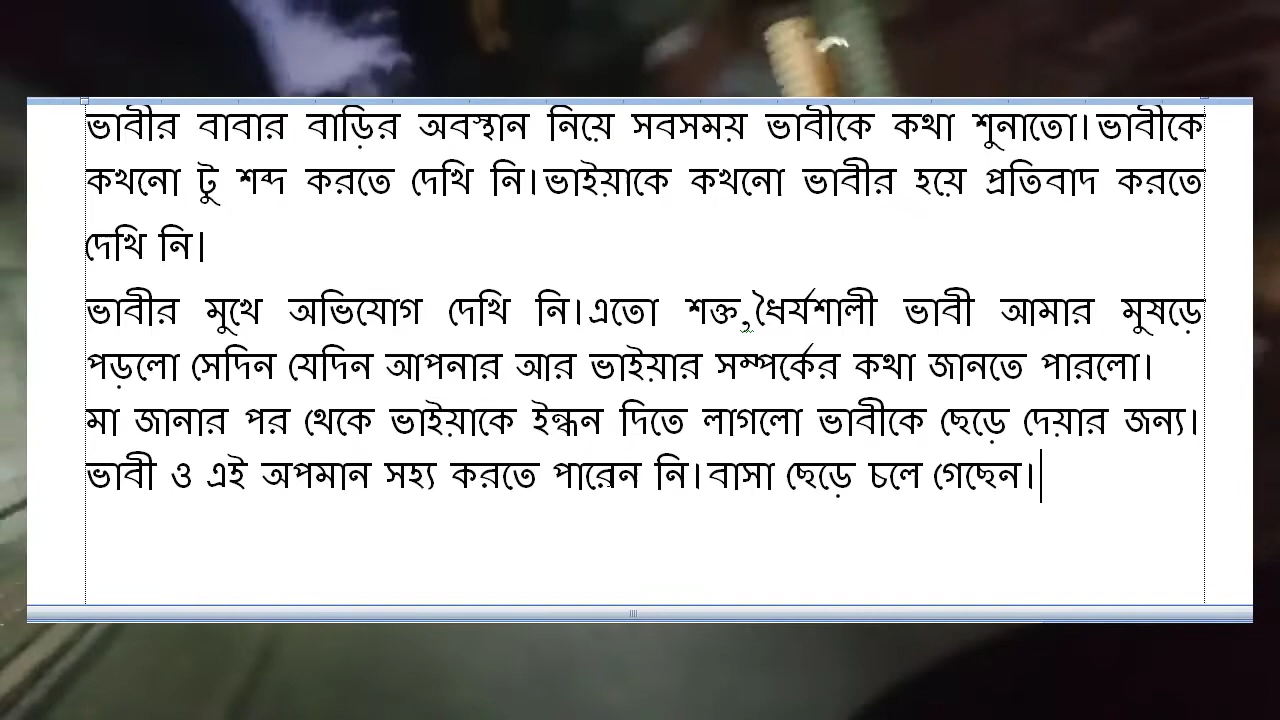 ভাবীর বাবার বাড়ির অবস্থান নিয়ে সবসময় ভাবীকে কথা শুনাতো। ভাবীকে
কখনো টু শব্দ করতে দেখি নি।ভাইয়াকে কখনো ভাবীর হয়ে প্রতিবাদ করতে
দেখি নি।
ভাবীর মুখে অভিযোগ দেখি নি।এতো শক্ত,ধৈর্যশালী ভাবী আমার মুষড়ে
পড়লো সেদিন যেদিন আপনার আর ভাইয়ার সম্পর্কের কথা জানতে পারলো।
মা জানার পর থেকে ভাইয়াকে ইন্ধন দিতে লাগলো ভাবীকে ছেড়ে দেয়ার জন্য।
ভাবী ও এই অপমান সহ্য করতে পারেন নি।বাসা ছেড়ে চলে গেছেন।